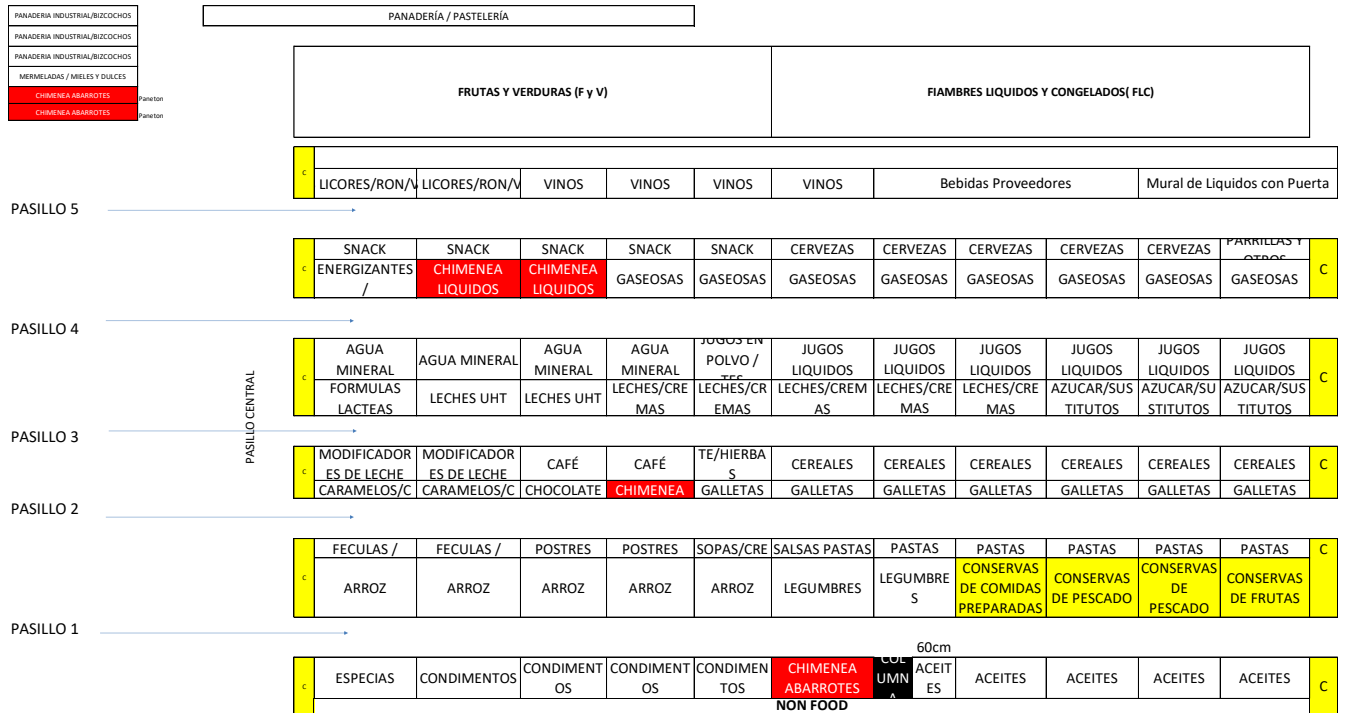 PANADERIA INDUSTRIAL/BIZCOCHOS
PANADERIA INDUSTRIAL/BIZCOCHOS
PANADERIA INDUSTRIAL/BIZCOCHOS
MERMELADAS / MIELES Y DULCES
CHIMENEA ABARROTES Paneton
CHIMENEA ABARROTES Paneton
PANADERÍA / PASTELERÍA
FRUTAS Y VERDURAS (F y V) FIAMBRES LIQUIDOS Y CONGELADOS( FLC)
C
LICORES/RON/V LICORES/RON/V VINOS VINOS VINOS VINOS Bebidas Proveedores Mural de Liquidos con Puerta
PASILLO 5
SNACK SNACK SNACK SNACK SNACK CERVEZAS CERVEZAS CERVEZAS CERVEZAS CERVEZAS PARRILLAS Y OTROS
C ENERGIZANTES / CHIMENEA LIQUIDOS CHIMENEA LIQUIDOS GASEOSAS GASEOSAS GASEOSAS GASEOSAS GASEOSAS GASEOSAS GASEOSAS GASEOSAS C
PASILLO 4
AGUA MINERAL AGUA MINERAL AGUA MINERAL AGUA MINERAL JUGOS EN POLVO / TES JUGOS LIQUIDOS JUGOS LIQUIDOS JUGOS LIQUIDOS JUGOS LIQUIDOS JUGOS LIQUIDOS JUGOS LIQUIDOS
C FORMULAS LACTEAS LECHES UHT LECHES UHT LECHES/CREMAS LECHES/CREMAS LECHES/CREMAS LECHES/CREMAS LECHES/CREMAS AZUCAR/SUSTITUTOS AZUCAR/SUSTITUTOS AZUCAR/SUSTITUTOS C
PASILLO CENTRAL
PASILLO 3
MODIFICADORES DE LECHE MODIFICADORES DE LECHE CAFÉ CAFÉ TE/HIERBAS CEREALES CEREALES CEREALES CEREALES CEREALES CEREALES C
C CARAMELOS/C CARAMELOS/C CHOCOLATE CHIMENEA GALLETAS GALLETAS GALLETAS GALLETAS GALLETAS GALLETAS GALLETAS
PASILLO 2
FECULAS / FECULAS / POSTRES POSTRES SOPAS/CRE SALSAS PASTAS PASTAS PASTAS PASTAS PASTAS PASTAS C
C ARROZ ARROZ ARROZ ARROZ ARROZ LEGUMBRES LEGUMBRES CONSERVAS DE COMIDAS PREPARADAS CONSERVAS DE PESCADO CONSERVAS DE PESCADO CONSERVAS DE FRUTAS
PASILLO 1
60cm
C ESPECIAS CONDIMENTOS CONDIMENTOS CONDIMENTOS CONDIMENTOS CHIMENEA ABARROTES COLUMNA ACEITES ACEITES ACEITES ACEITES ACEITES C
NON FOOD